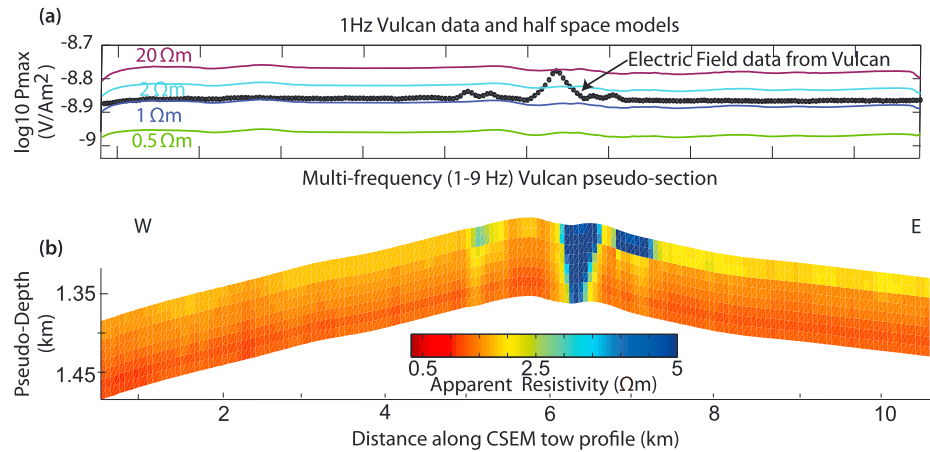 (a)
1Hz Vulcan data and half space models
-8.7
-8.8
-8.9
-9
log10 Pmax
(V/Am2)
20 Ωm
2 Ωm
1 Ωm
0.5 Ωm
Electric Field data from Vulcan
Multi-frequency (1-9 Hz) Vulcan pseudo-section
W
E
(b)
Pseudo-Depth
(km)
1.35
1.45
0.5
2.5
5
Apparent Resistivity (Ωm)
2
4
6
8
10
Distance along CSEM tow profile (km)